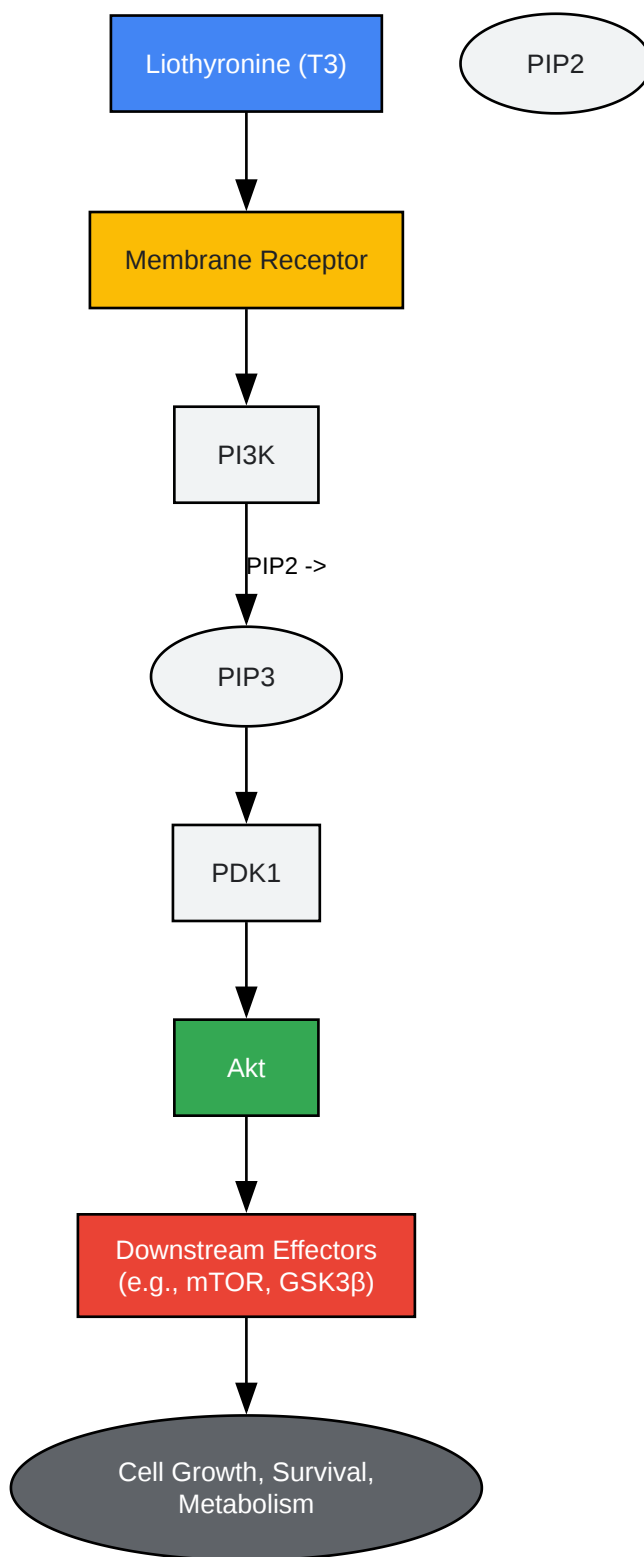 Liothyronine (T3)
PIP2
Membrane Receptor
PI3K
PIP2 ->
PIP3
PDK1
Akt
Downstream Effectors
(e.g., mTOR, GSK3β)
Cell Growth, Survival,
Metabolism